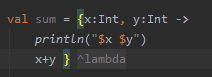 val sum = {x:Int, y:Int ->
println("$x $y")
x+y } ^lambda